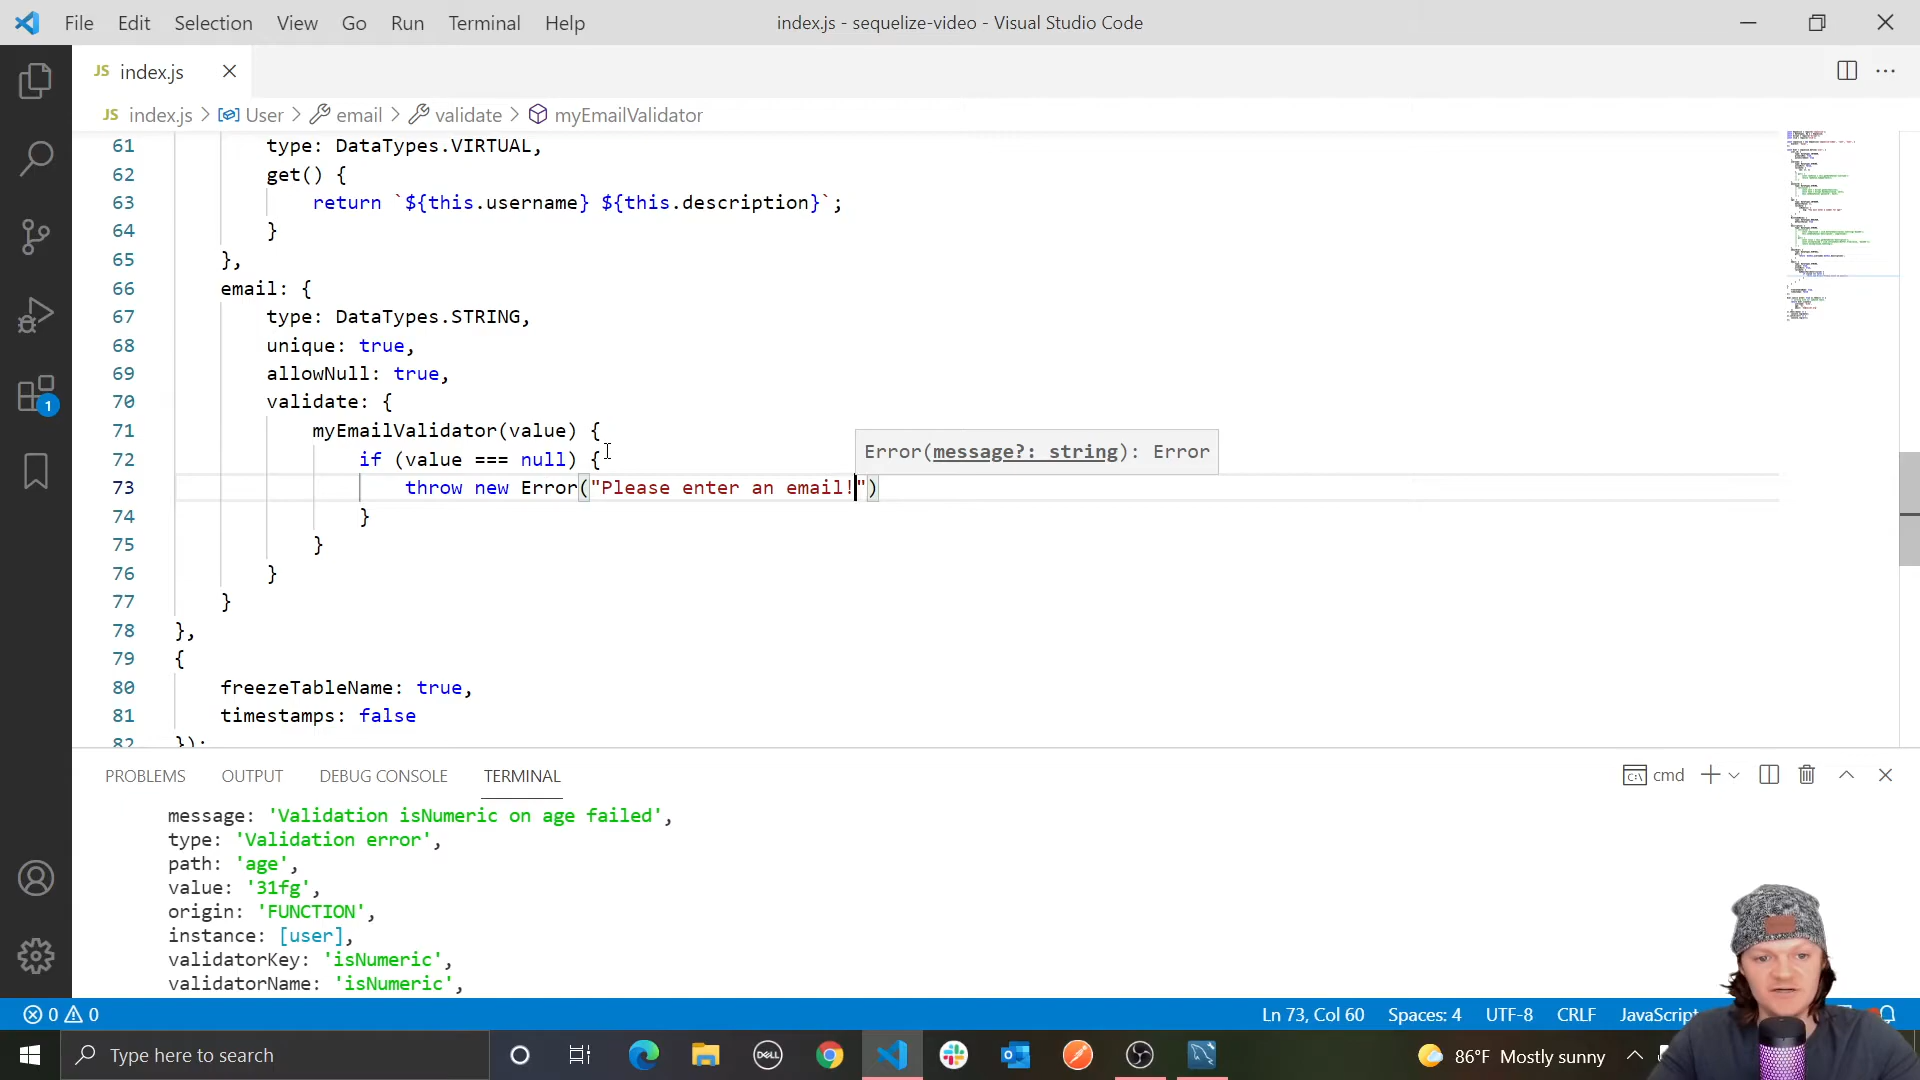 File Edit Selection View Go Run Terminal Help
index.js - sequelize-video - Visual Studio Code
JS index.js
JS index.js > User > email > validate > myEmailValidator
61 type: DataTypes.VIRTUAL,
62 get() {
63 return `${this.username} ${this.description}`;
64 }
65 },
66 email: {
67 type: DataTypes.STRING,
68 unique: true,
69 allowNull: true,
70 validate: {
71 myEmailValidator(value) {
72 if (value === null) {
Error(message?: string): Error
73 throw new Error("Please enter an email!")
74 }
75 }
76 }
77 }
78 },
79 {
80 freezeTableName: true,
81 timestamps: false
82 });
PROBLEMS OUTPUT DEBUG CONSOLE TERMINAL
cmd
message: 'Validation isNumeric on age failed',
type: 'Validation error',
path: 'age',
value: '31fg',
origin: 'FUNCTION',
instance: [user],
validatorKey: 'isNumeric',
validatorName: 'isNumeric',
1
0 0
Ln 73, Col 60 Spaces: 4 UTF-8 CRLF JavaScript
Type here to search
DELL
86°F Mostly sunny